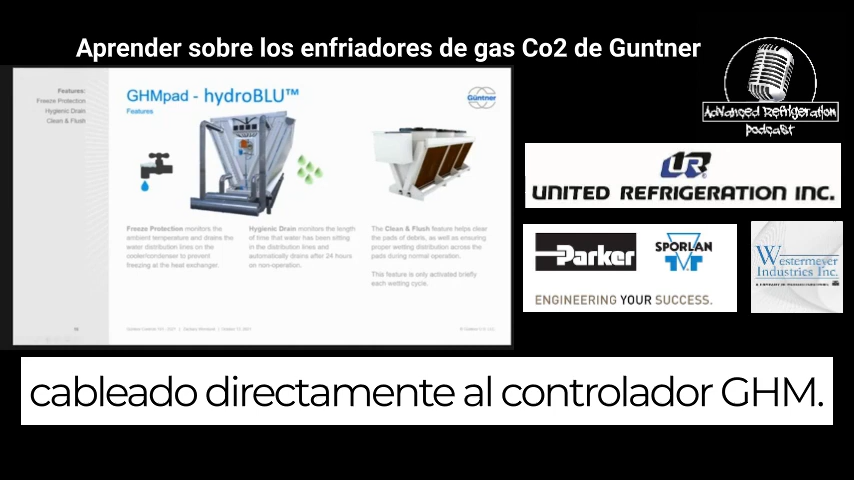 Aprender sobre los enfriadores de gas Co2 de Guntner
Advanced Refrigeration
Podcast
Features:
Freeze Protection
Hygienic Drain
Clean & Flush
GHMpad - hydroBLU™
Features
Güntner
Freeze Protection monitors the
ambient temperature and drains the
water distribution lines on the
cooler/condenser to prevent
freezing at the heat exchanger.
Hygienic Drain monitors the length
of time that water has been sitting
in the distribution lines and
automatically drains after 24 hours
on non-operation.
The Clean & Flush feature helps clear
the pads of debris, as well as ensuring
proper wetting distribution across the
pads during normal operation.
This feature is only activated briefly
each wetting cycle.
UR
UNITED REFRIGERATION INC.
Parker
SPORLAN
ENGINEERING YOUR SUCCESS.
Westermeyer
Industries Inc.
cableado directamente al controlador GHM.